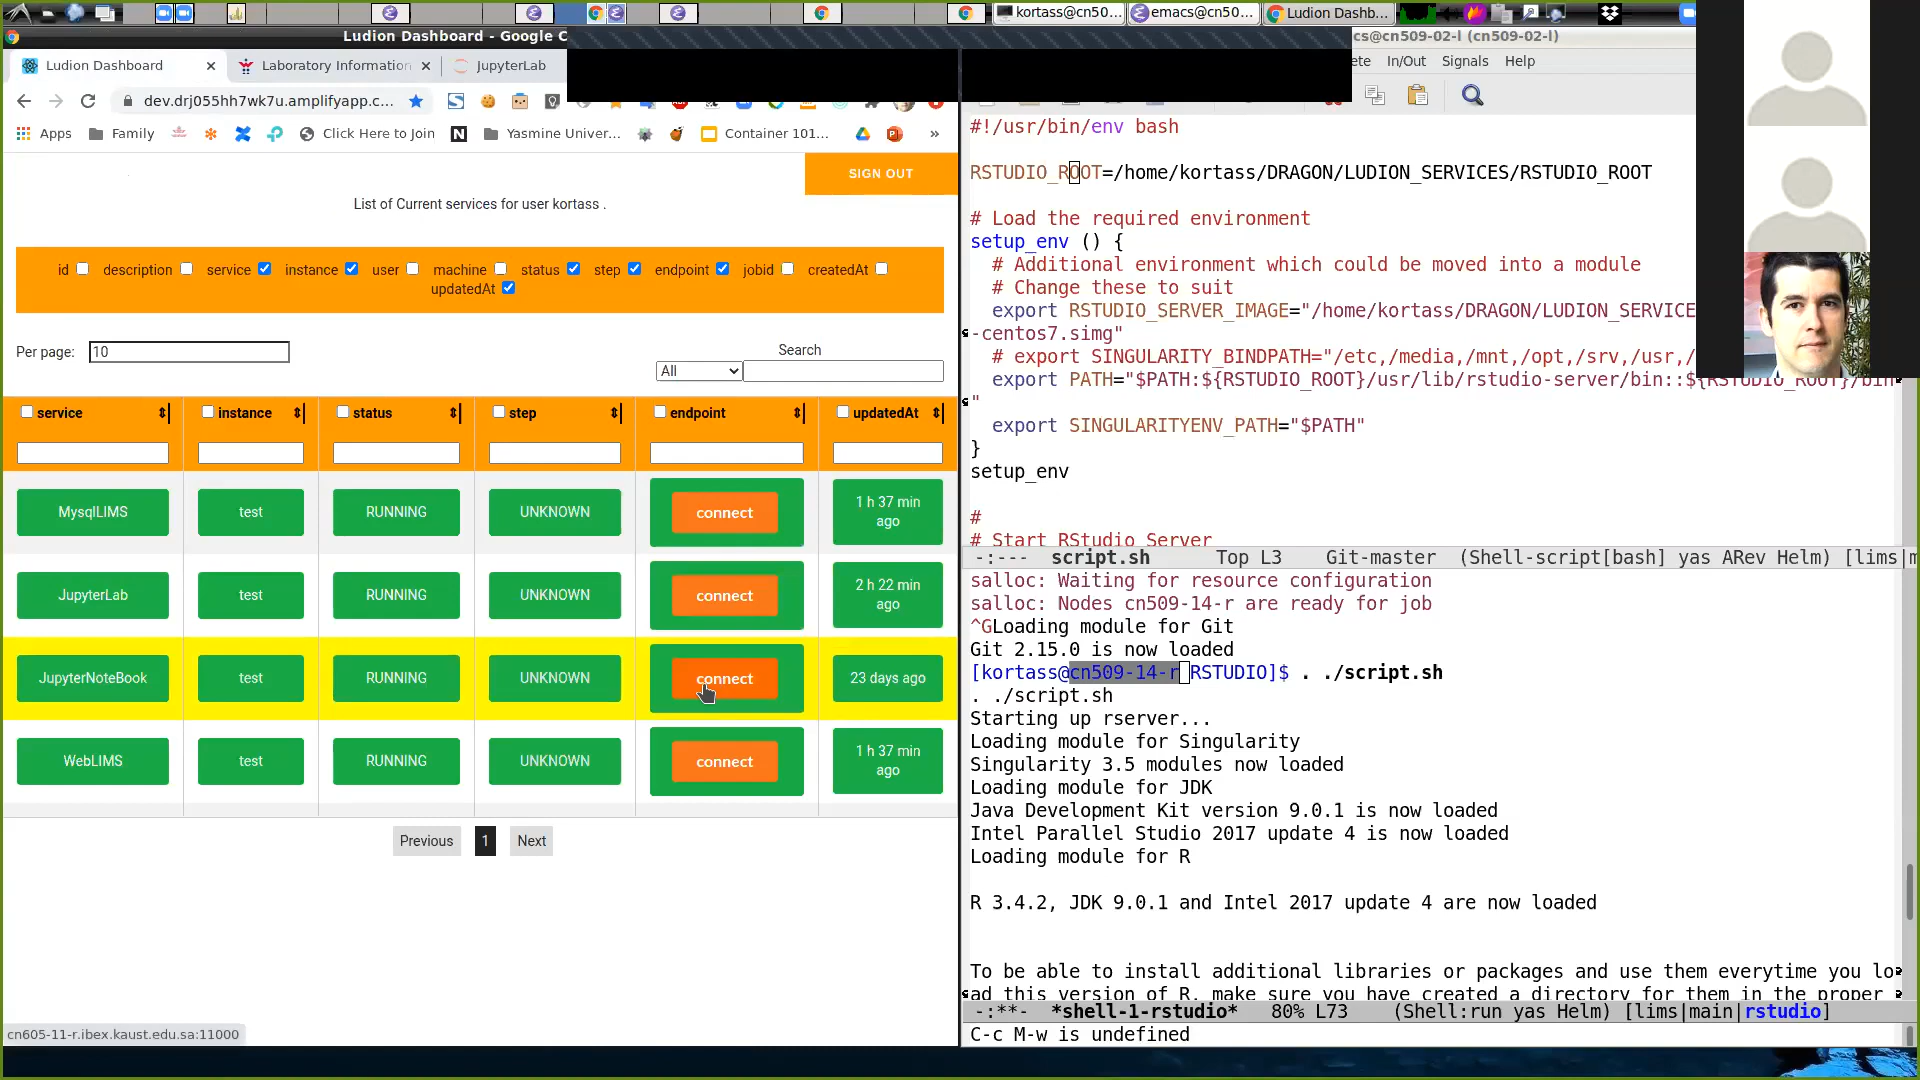 kortass@cn50...
emacs@cn50...
Ludion Dashb...
Ludion Dashboard - Google C
cs@cn509-02-l (cn509-02-l)
Ludion Dashboard
Laboratory Information
JupyterLab
ete In/Out Signals Help
dev.drj055hh7wk7u.amplifyapp.c...
Apps
Family
Click Here to Join
Yasmine Univer...
Container 101...
»
SIGN OUT
List of Current services for user kortass .
id description service instance user machine status step endpoint jobid createdAt
updatedAt
Per page: 10
Search
All
service instance status step endpoint updatedAt
MysqlLIMS test RUNNING UNKNOWN connect 1 h 37 min
ago
JupyterLab test RUNNING UNKNOWN connect 2 h 22 min
ago
JupyterNoteBook test RUNNING UNKNOWN connect 23 days ago
WebLIMS test RUNNING UNKNOWN connect 1 h 37 min
ago
Previous 1 Next
cn605-11-r.ibex.kaust.edu.sa:11000
#!/usr/bin/env bash
RSTUDIO_ROOT=/home/kortass/DRAGON/LUDION_SERVICES/RSTUDIO_ROOT
# Load the required environment
setup_env () {
# Additional environment which could be moved into a module
# Change these to suit
export RSTUDIO_SERVER_IMAGE="/home/kortass/DRAGON/LUDION_SERVICE
-centos7.simg"
# export SINGULARITY_BINDPATH="/etc,/media,/mnt,/opt,/srv,/usr,/
export PATH="$PATH:${RSTUDIO_ROOT}/usr/lib/rstudio-server/bin::${RSTUDIO_ROOT}/bin
"
export SINGULARITYENV_PATH="$PATH"
}
setup_env
#
# Start RStudio Server
-:--- script.sh Top L3 Git-master (Shell-script[bash] yas ARev Helm) [lims|m
salloc: Waiting for resource configuration
salloc: Nodes cn509-14-r are ready for job
^GLoading module for Git
Git 2.15.0 is now loaded
[kortass@cn509-14-r RSTUDIO]$ . ./script.sh
. ./script.sh
Starting up rserver...
Loading module for Singularity
Singularity 3.5 modules now loaded
Loading module for JDK
Java Development Kit version 9.0.1 is now loaded
Intel Parallel Studio 2017 update 4 is now loaded
Loading module for R
R 3.4.2, JDK 9.0.1 and Intel 2017 update 4 are now loaded
To be able to install additional libraries or packages and use them everytime you lo
ad this version of R, make sure you have created a directory for them in the proper
-:**- *shell-1-rstudio* 80% L73 (Shell:run yas Helm) [lims|main|rstudio]
C-c M-w is undefined